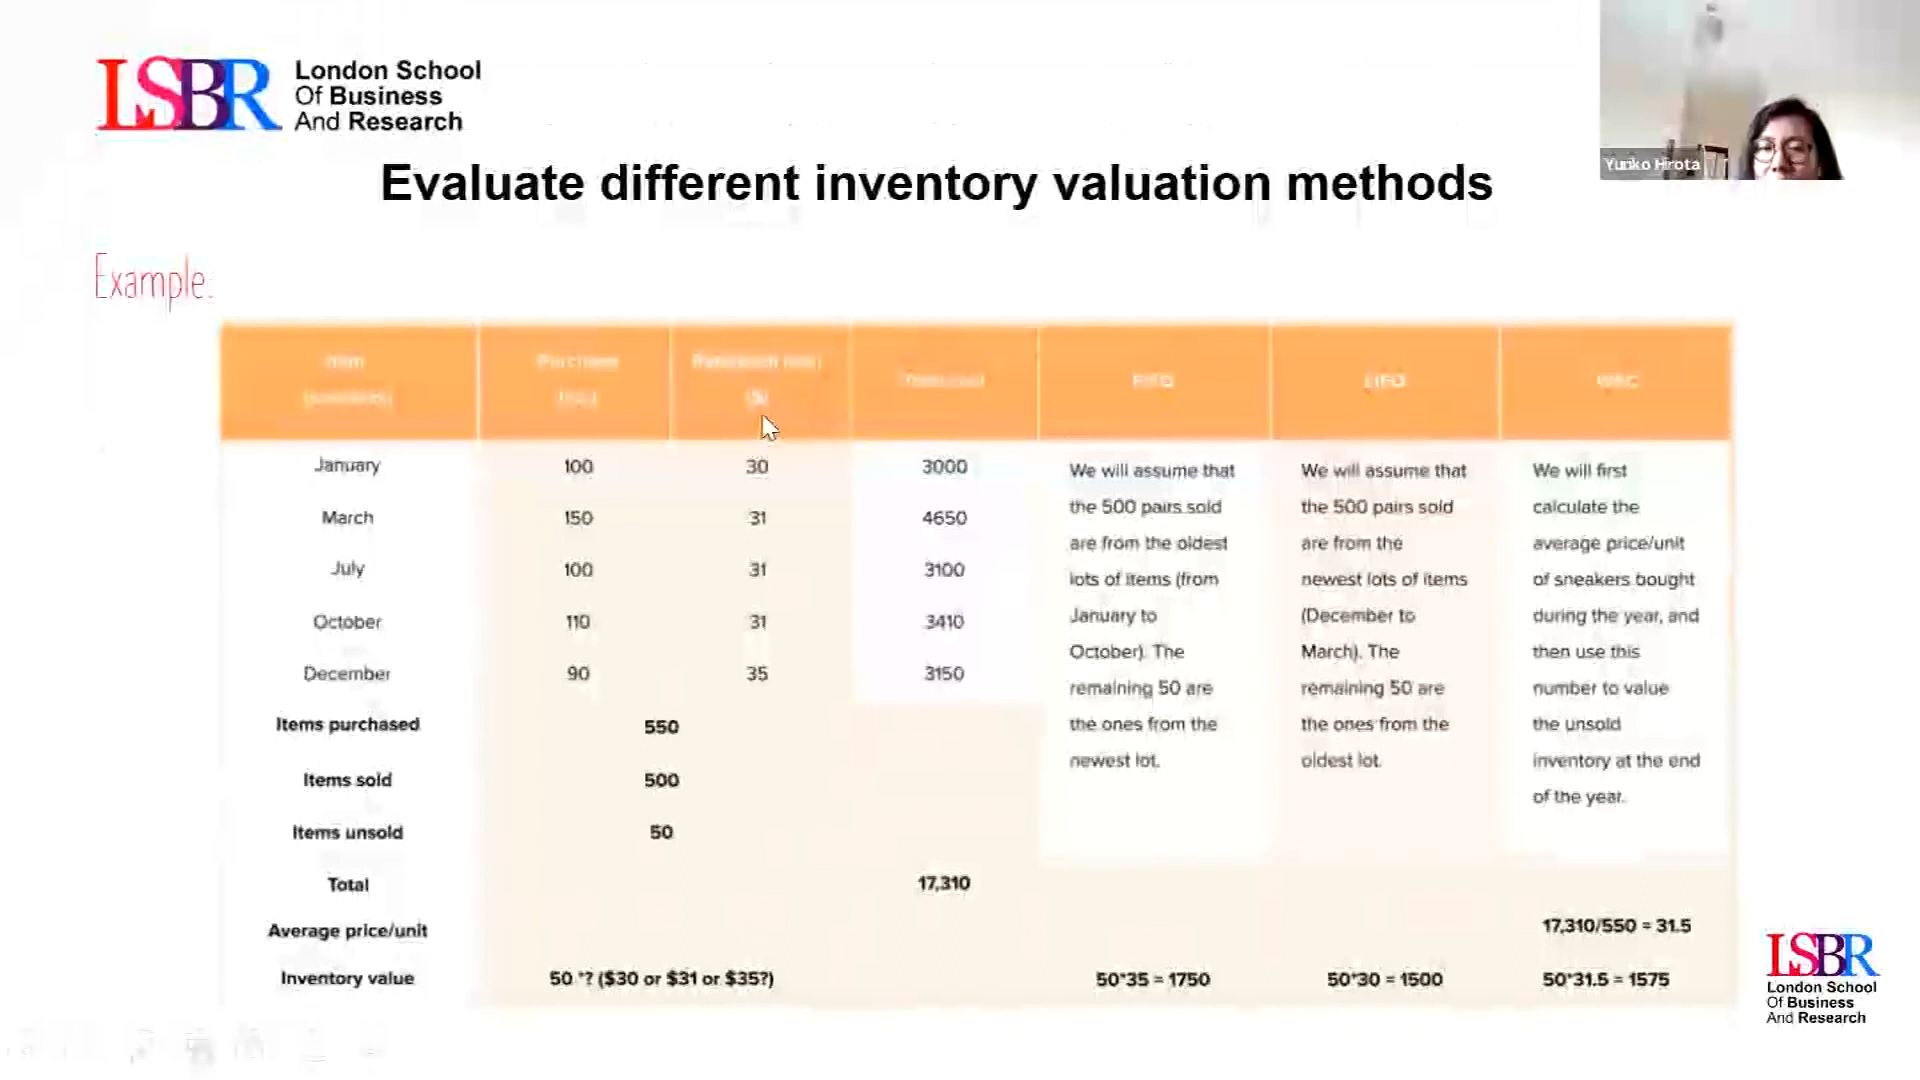 LSBR
London School
Of Business
And Research
Yuriko Hirota
Evaluate different inventory valuation methods
Example:
Item
Purchase
Total cost
FIFO
LIFO
WAC
($)
January 100 30 3000
March 150 31 4650
July 100 31 3100
October 110 31 3410
December 90 35 3150
Items purchased 550
Items sold 500
Items unsold 50
Total 17,310
Average price/unit
Inventory value 50 *? ($30 or $31 or $35?)
We will assume that
the 500 pairs sold
are from the oldest
lots of items (from
January to
October). The
remaining 50 are
the ones from the
newest lot.
50*35 = 1750
We will assume that
the 500 pairs sold
are from the
newest lots of items
(December to
March). The
remaining 50 are
the ones from the
oldest lot.
50*30 = 1500
We will first
calculate the
average price/unit
of sneakers bought
during the year, and
then use this
number to value
the unsold
inventory at the end
of the year.
17,310/550 = 31.5
50*31.5 = 1575
LSBR
London School
Of Business
And Research